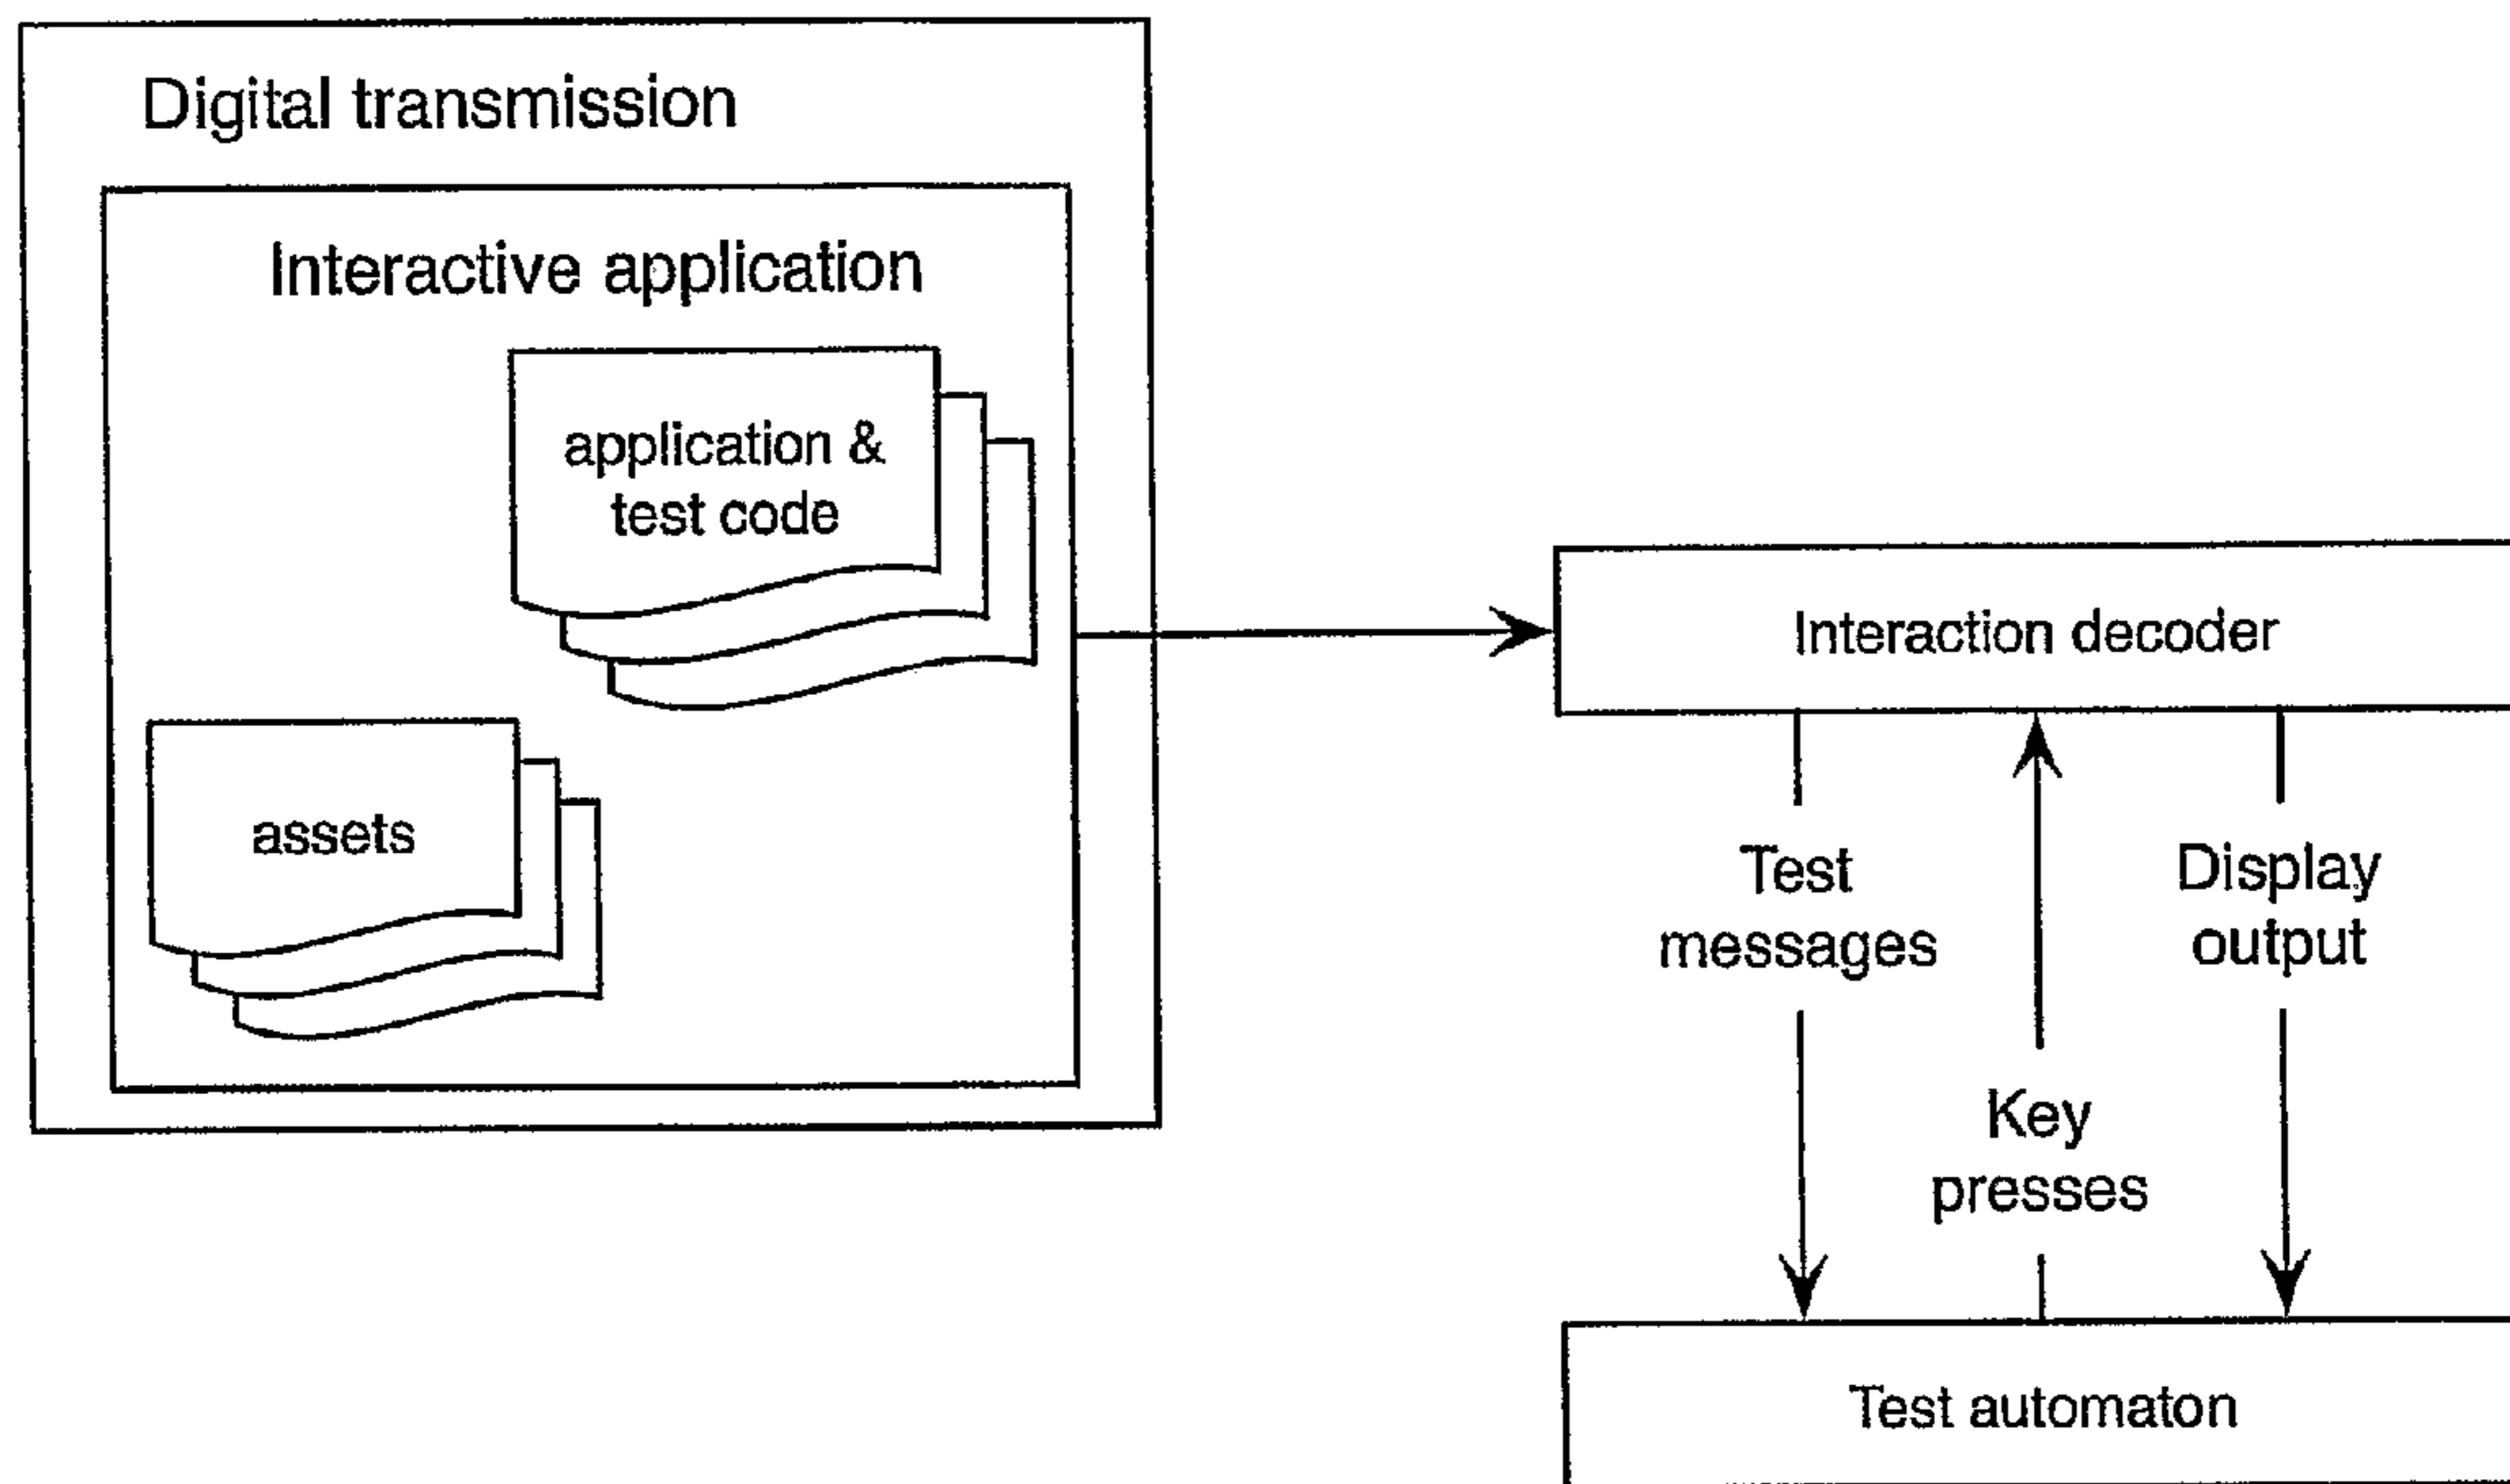 Digital transmission
Interactive application
application &
test code
assets
Interaction decoder
Test
messages
Display
output
Key
presses
Test automaton